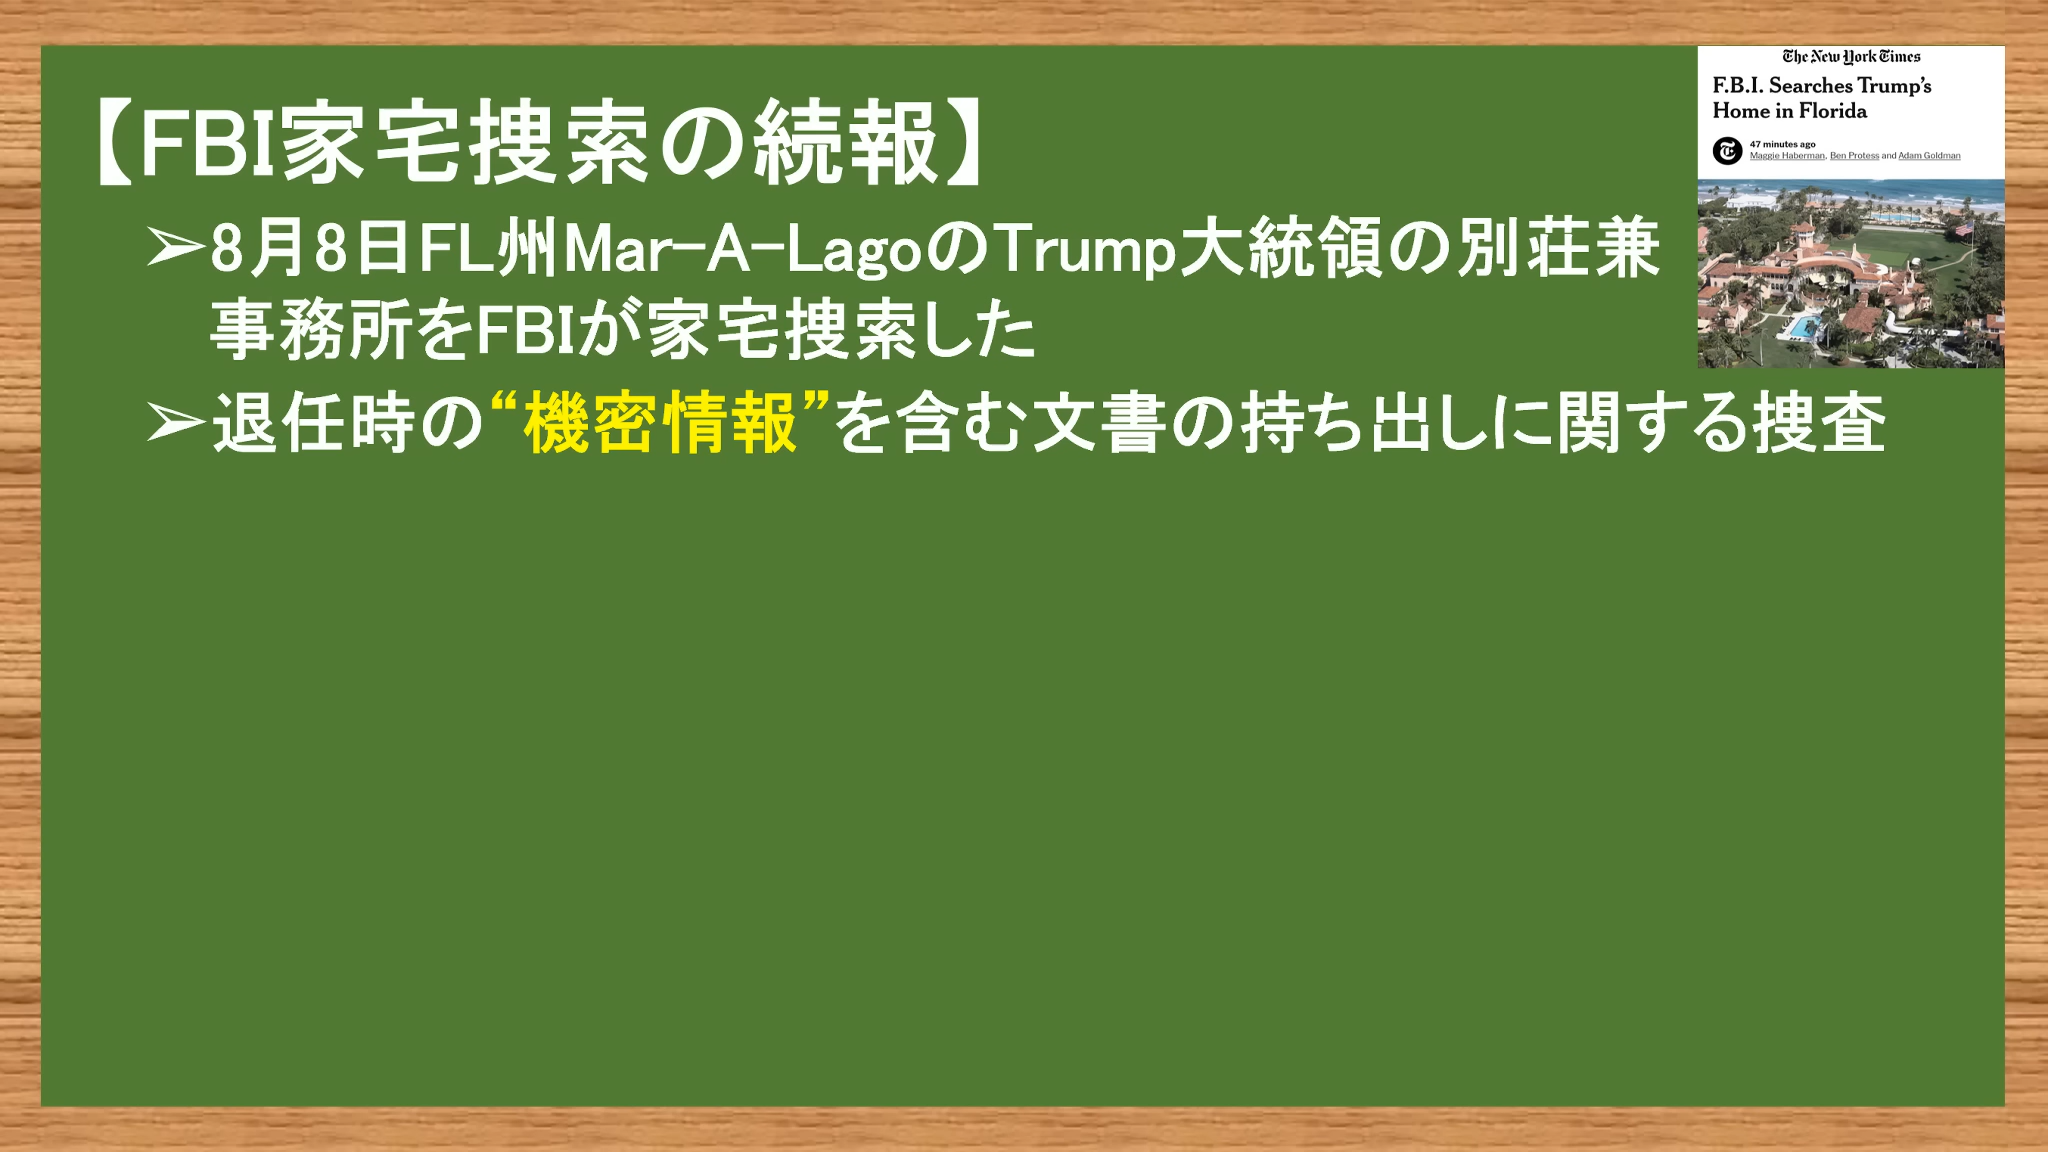 【FBI家宅捜索の続報】
➢8月8日FL州Mar-A-LagoのTrump大統領の別荘兼
事務所をFBIが家宅捜索した
➢退任時の“機密情報”を含む文書の持ち出しに関する捜査
The New York Times
F.B.I. Searches Trump's
Home in Florida
47 minutes ago
Maggie Haberman, Ben Protess and Adam Goldman